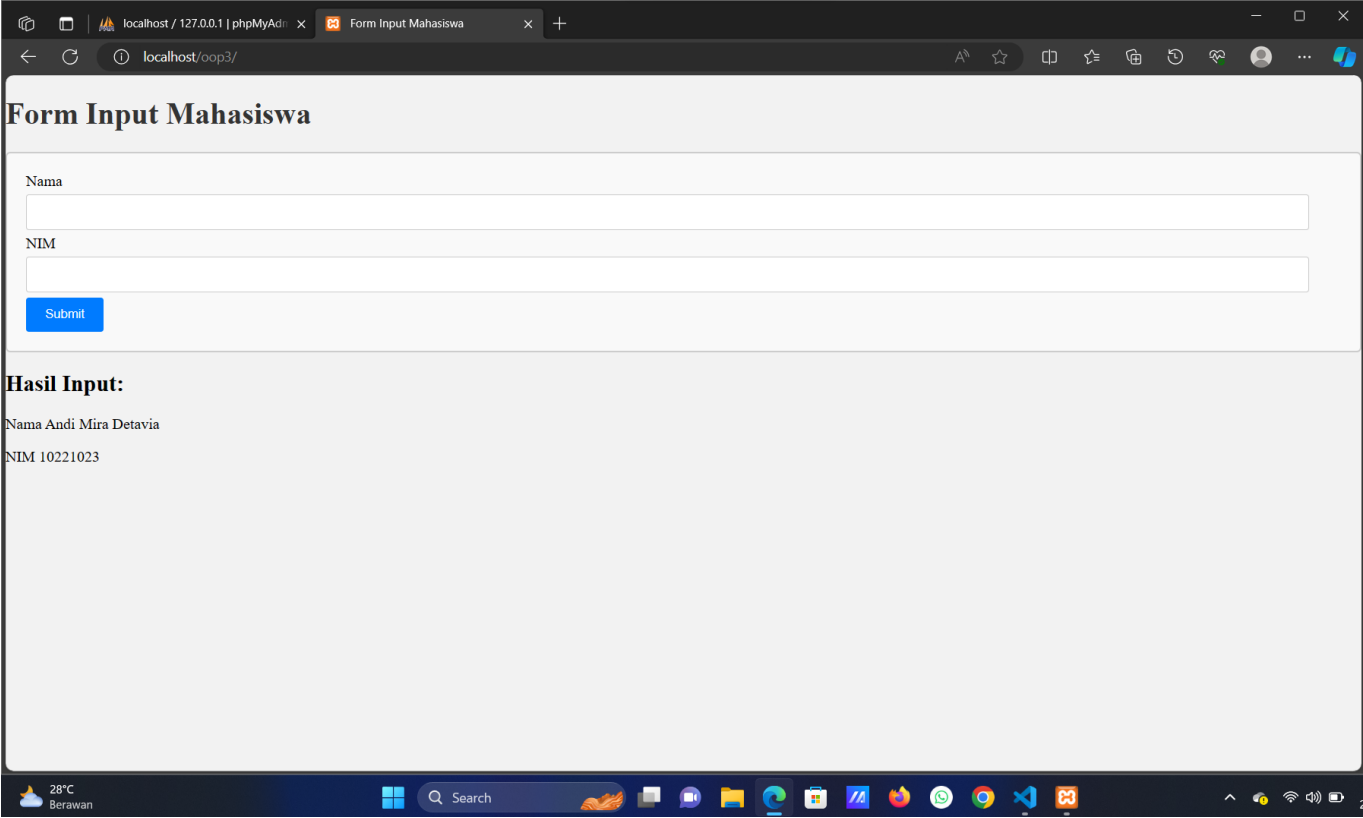 localhost / 127.0.0.1 | phpMyAdn
Form Input Mahasiswa
localhost/oop3/
Form Input Mahasiswa
Nama
NIM
Submit
Hasil Input:
Nama Andi Mira Detavia
NIM 10221023
28°C
Berawan
Search